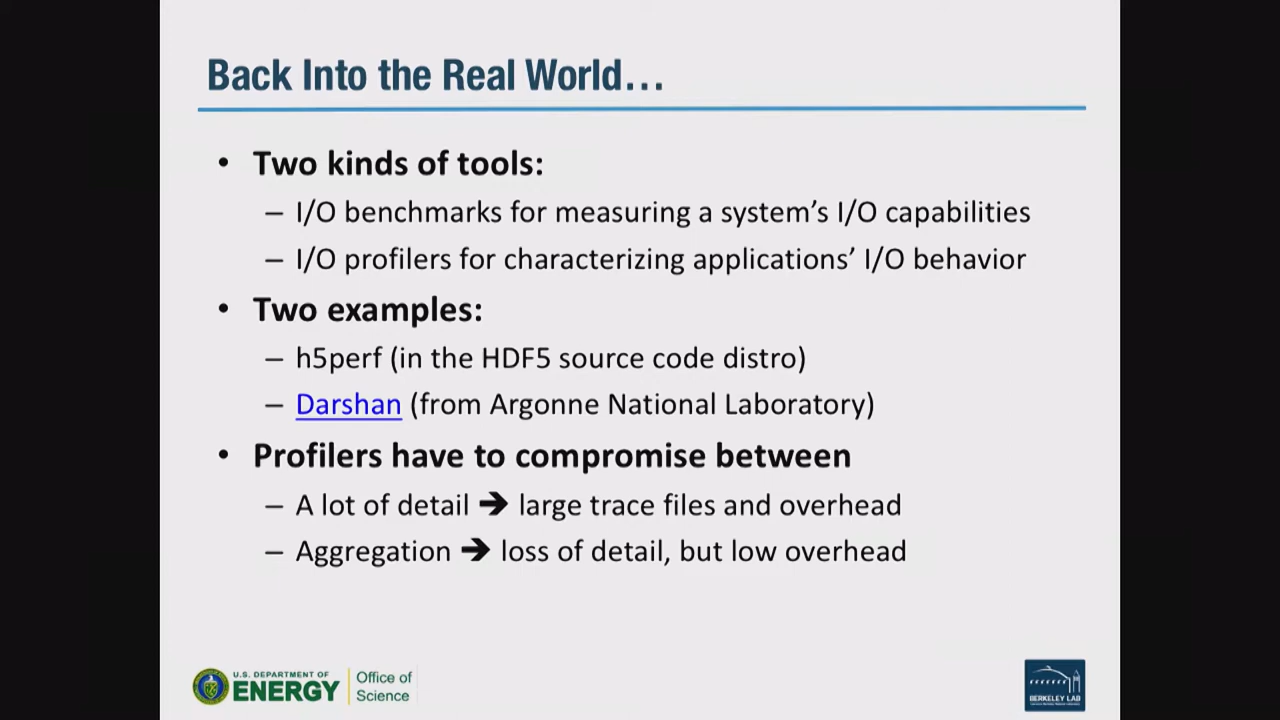 Back Into the Real World…
• Two kinds of tools:
– I/O benchmarks for measuring a system’s I/O capabilities
– I/O profilers for characterizing applications’ I/O behavior
• Two examples:
– h5perf (in the HDF5 source code distro)
– Darshan (from Argonne National Laboratory)
• Profilers have to compromise between
– A lot of detail ➔ large trace files and overhead
– Aggregation ➔ loss of detail, but low overhead
U.S. DEPARTMENT OF
ENERGY
Office of
Science
BERKELEY LAB